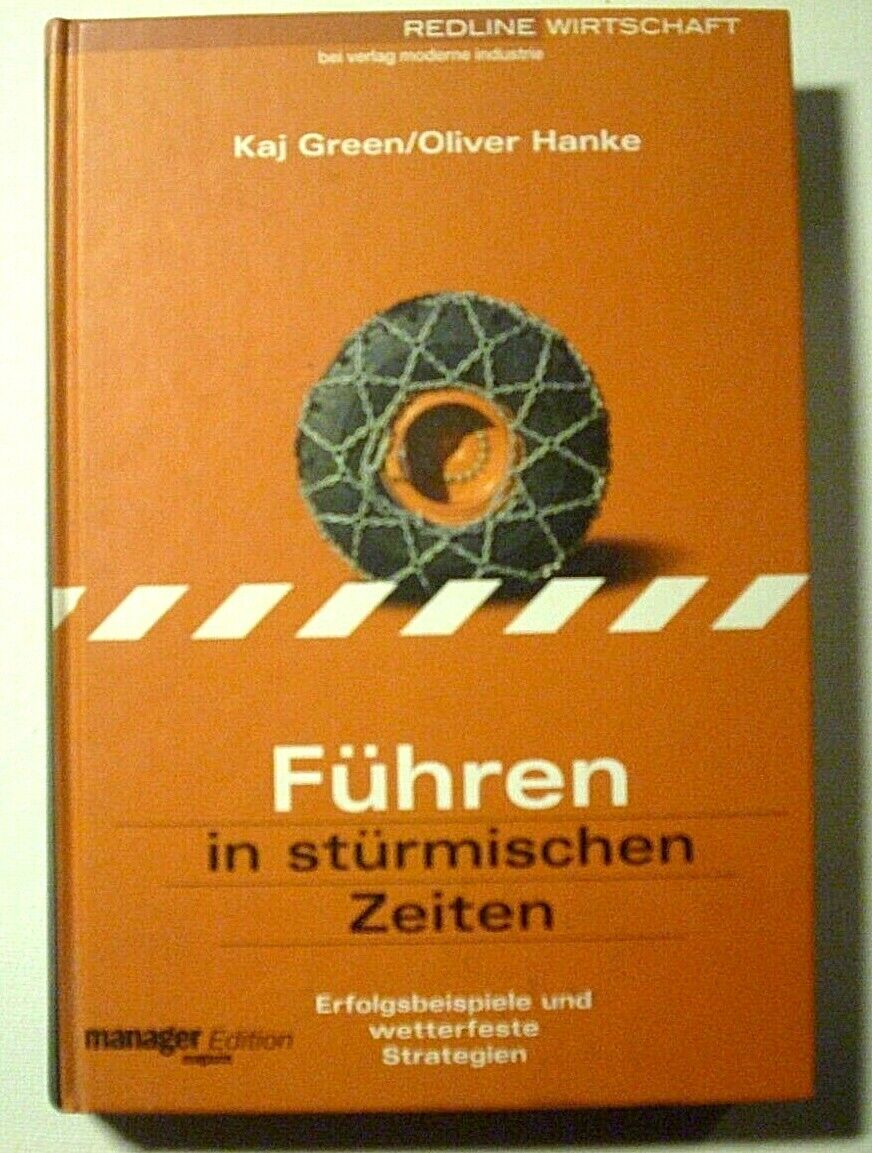 REDLINE WIRTSCHAFT
bei verlag moderne industrie
Kaj Green/Oliver Hanke
Führen
in stürmischen
Zeiten
Erfolgsbeispiele und
wetterfeste
Strategien
manager Edition
magazin